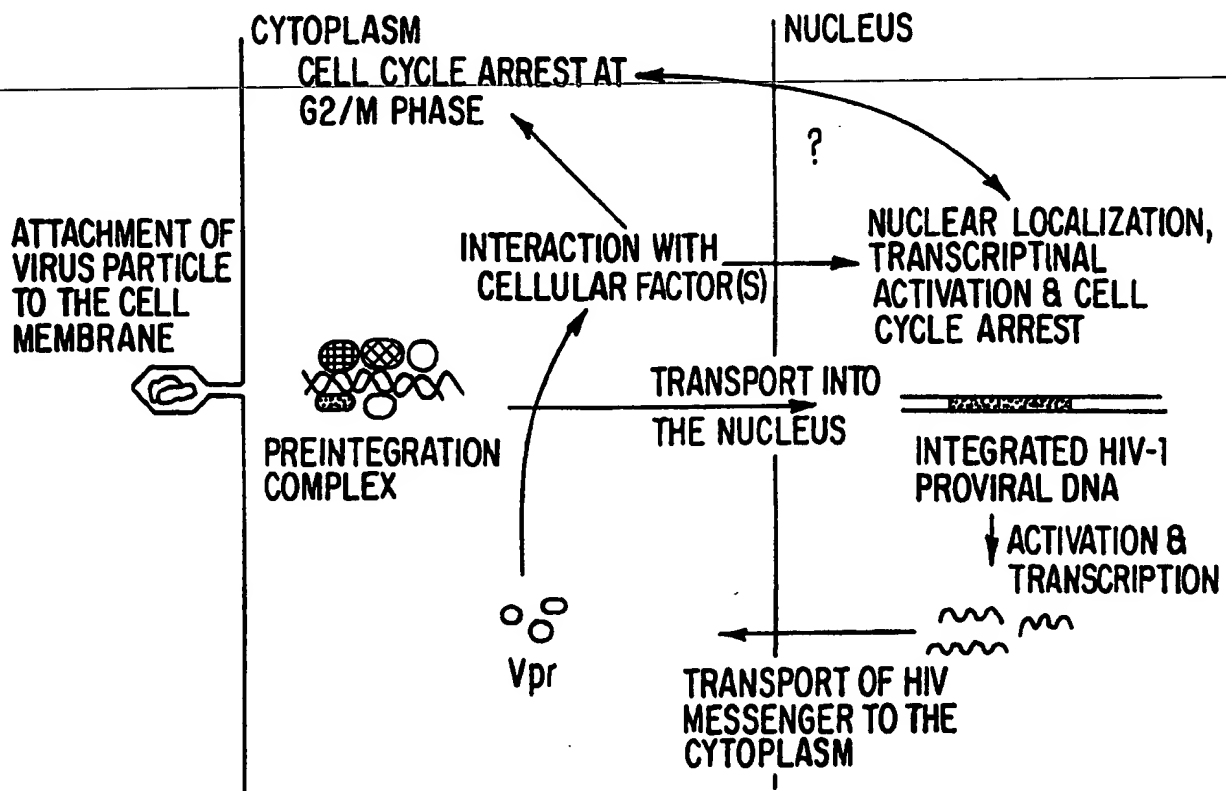 CYTOPLASM
NUCLEUS
CELL CYCLE ARREST AT
G2/M PHASE
?
ATTACHMENT OF
VIRUS PARTICLE
TO THE CELL
MEMBRANE
INTERACTION WITH
CELLULAR FACTOR(S)
NUCLEAR LOCALIZATION,
TRANSCRIPTINAL
ACTIVATION & CELL
CYCLE ARREST
PREINTEGRATION
COMPLEX
TRANSPORT INTO
THE NUCLEUS
INTEGRATED HIV-1
PROVIRAL DNA
ACTIVATION &
TRANSCRIPTION
Vpr
TRANSPORT OF HIV
MESSENGER TO THE
CYTOPLASM